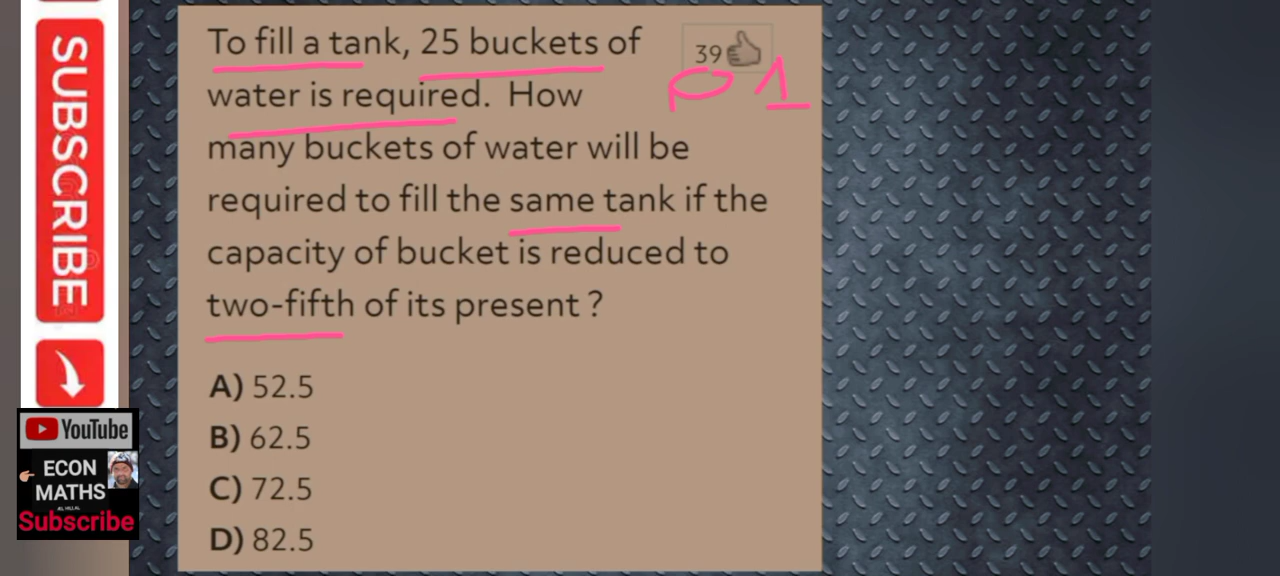 SUBSCRIBE
YouTube
ECON
MATHS
Subscribe
To fill a tank, 25 buckets of
39
water is required. How
many buckets of water will be
required to fill the same tank if the
capacity of bucket is reduced to
two-fifth of its present ?
A) 52.5
B) 62.5
C) 72.5
D) 82.5